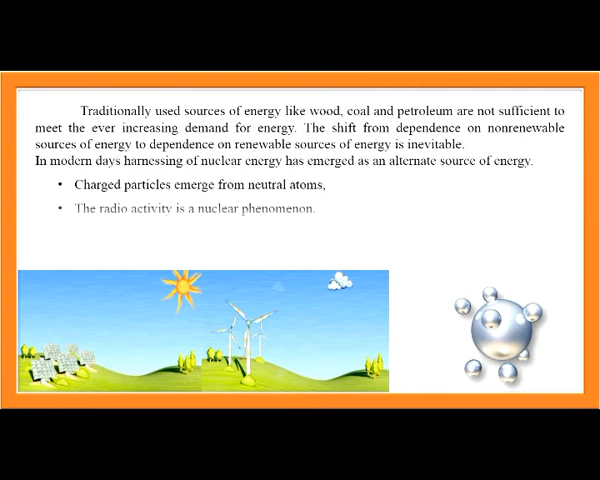 Traditionally used sources of energy like wood, coal and petroleum are not sufficient to
meet the ever increasing demand for energy. The shift from dependence on nonrenewable
sources of energy to dependence on renewable sources of energy is inevitable.
In modern days harnessing of nuclear energy has emerged as an alternate source of energy.
• Charged particles emerge from neutral atoms,
• The radio activity is a nuclear phenomenon.